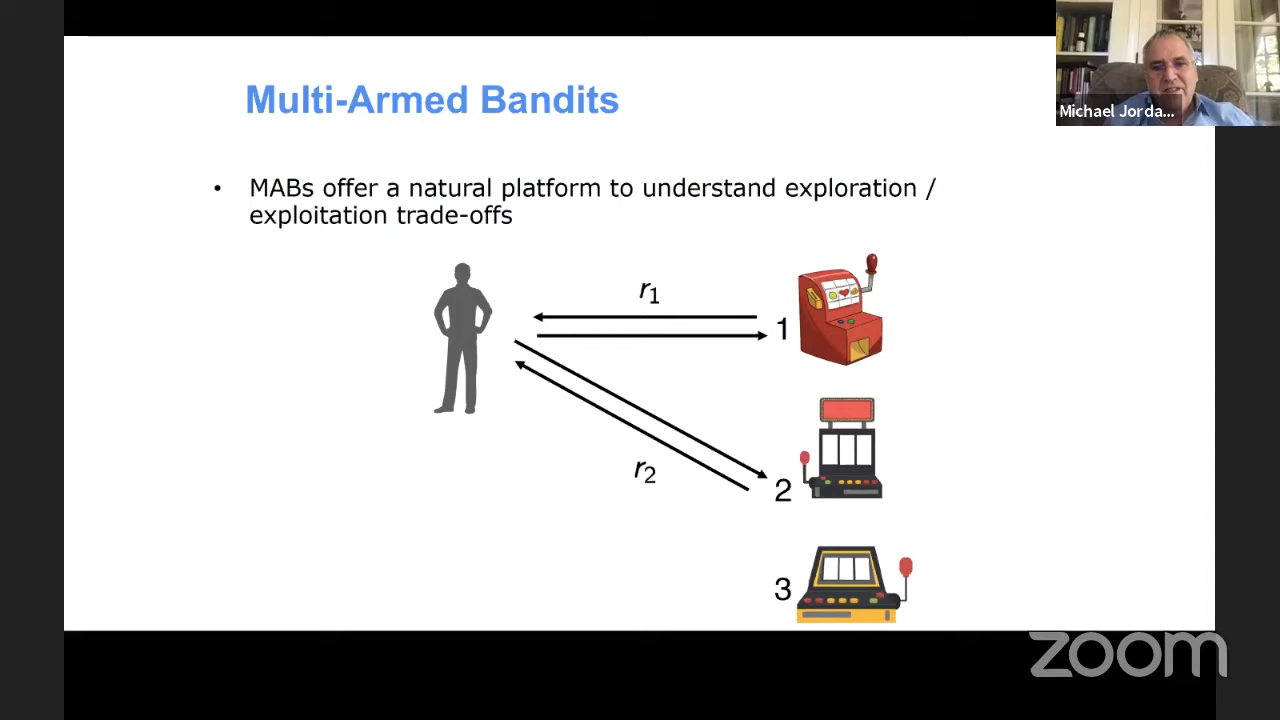 Multi-Armed Bandits
Michael Jorda...
• MABs offer a natural platform to understand exploration /
exploitation trade-offs
r1
1
r2
2
3
zoom